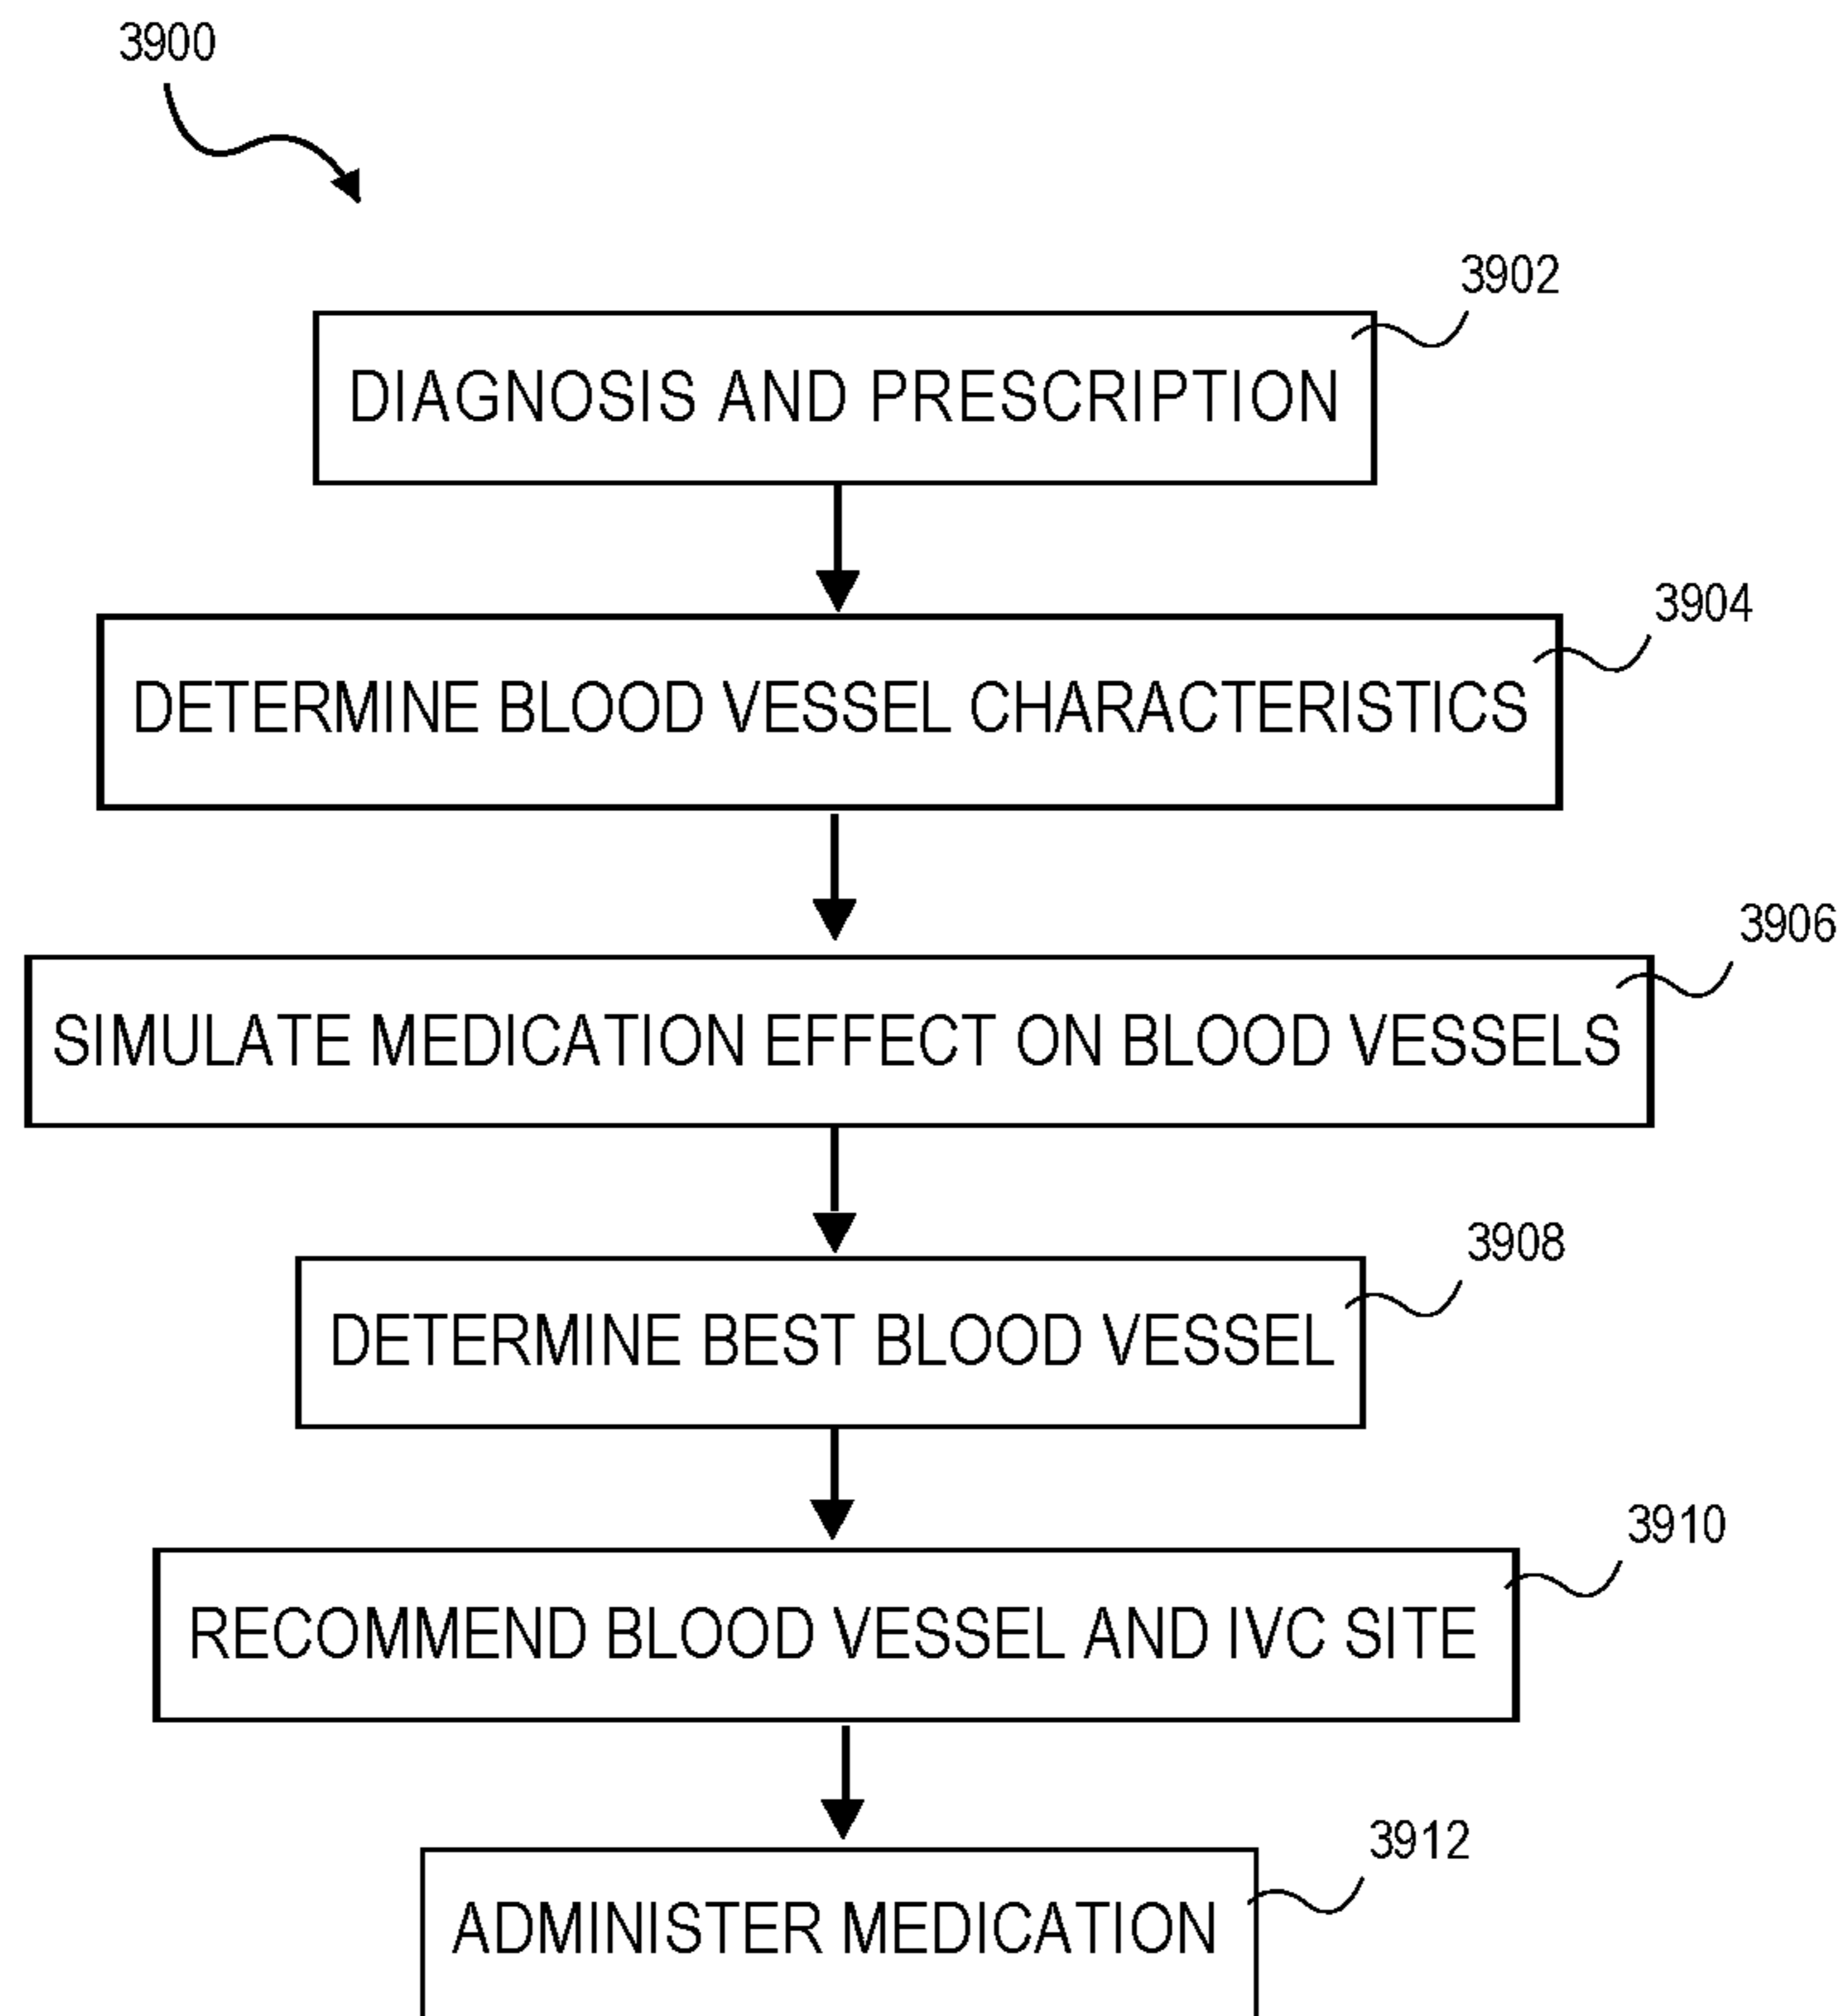 3900
3902
DIAGNOSIS AND PRESCRIPTION
3904
DETERMINE BLOOD VESSEL CHARACTERISTICS
3906
SIMULATE MEDICATION EFFECT ON BLOOD VESSELS
3908
DETERMINE BEST BLOOD VESSEL
3910
RECOMMEND BLOOD VESSEL AND IVC SITE
3912
ADMINISTER MEDICATION